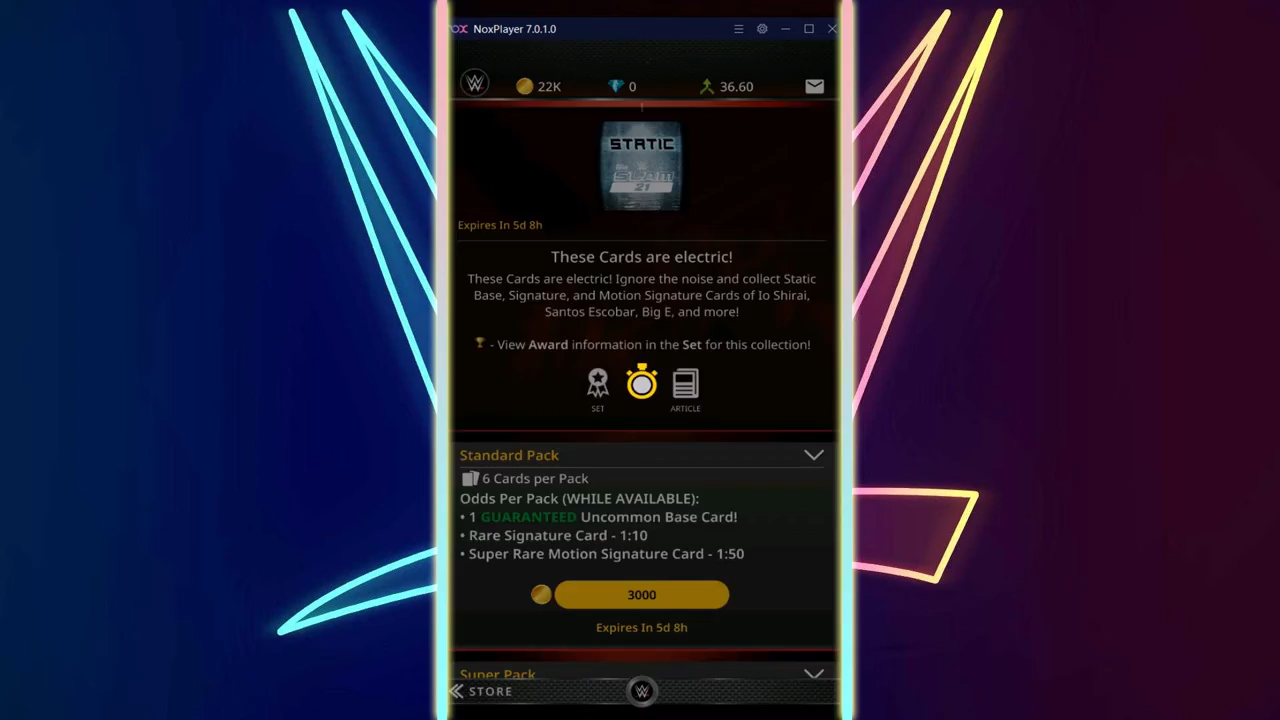 NoxPlayer 7.0.1.0
22K
0
36.60
STATIC
SLAM
21
Expires In 5d 8h
These Cards are electric!
These Cards are electric! Ignore the noise and collect Static
Base, Signature, and Motion Signature Cards of Io Shirai,
Santos Escobar, Big E, and more!
- View Award information in the Set for this collection!
SET
ARTICLE
Standard Pack
6 Cards per Pack
Odds Per Pack (WHILE AVAILABLE):
• 1 GUARANTEED Uncommon Base Card!
• Rare Signature Card - 1:10
• Super Rare Motion Signature Card - 1:50
3000
Expires In 5d 8h
Super Pack
STORE